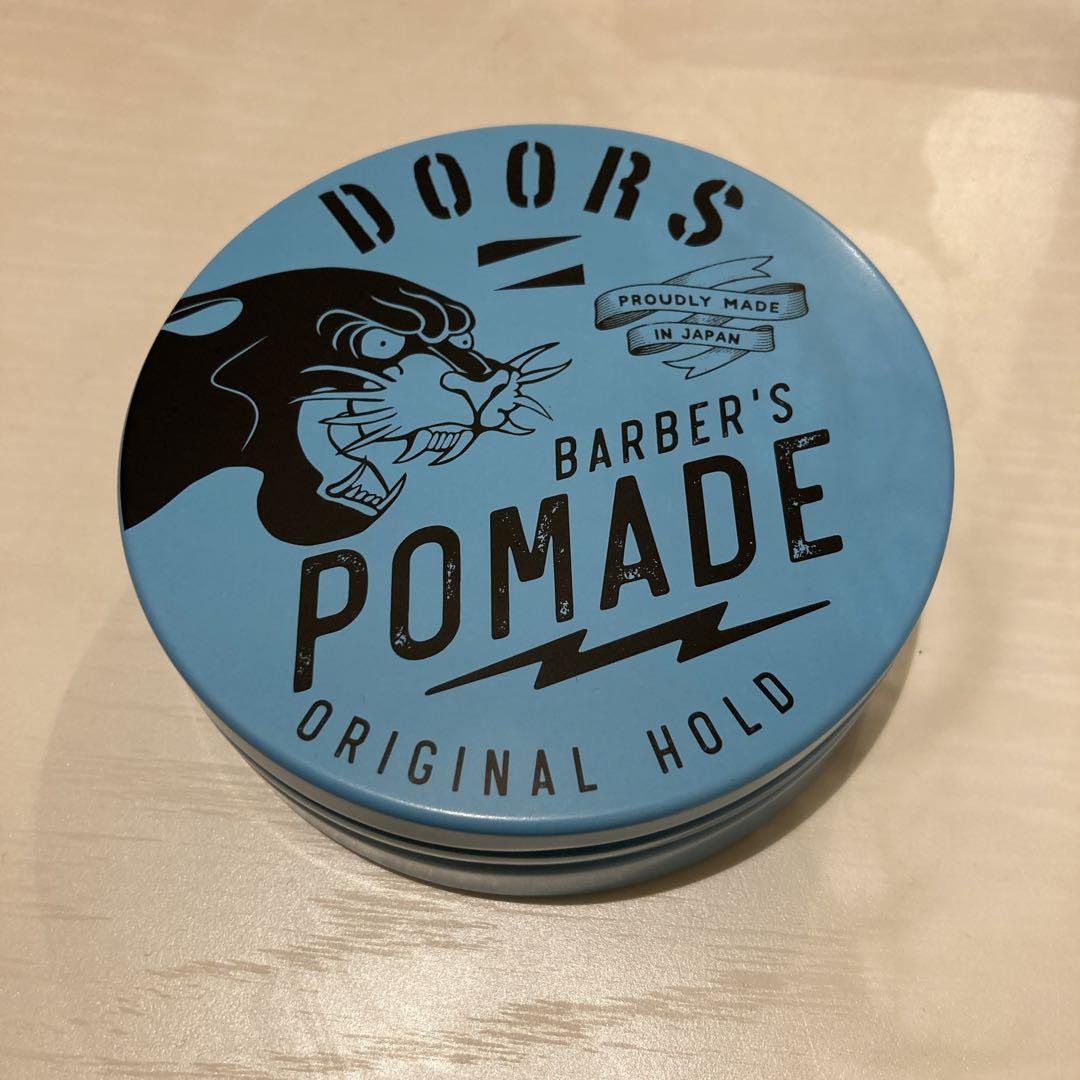 DOORS
PROUDLY MADE
IN JAPAN
BARBER'S
POMADE
ORIGINAL HOLD